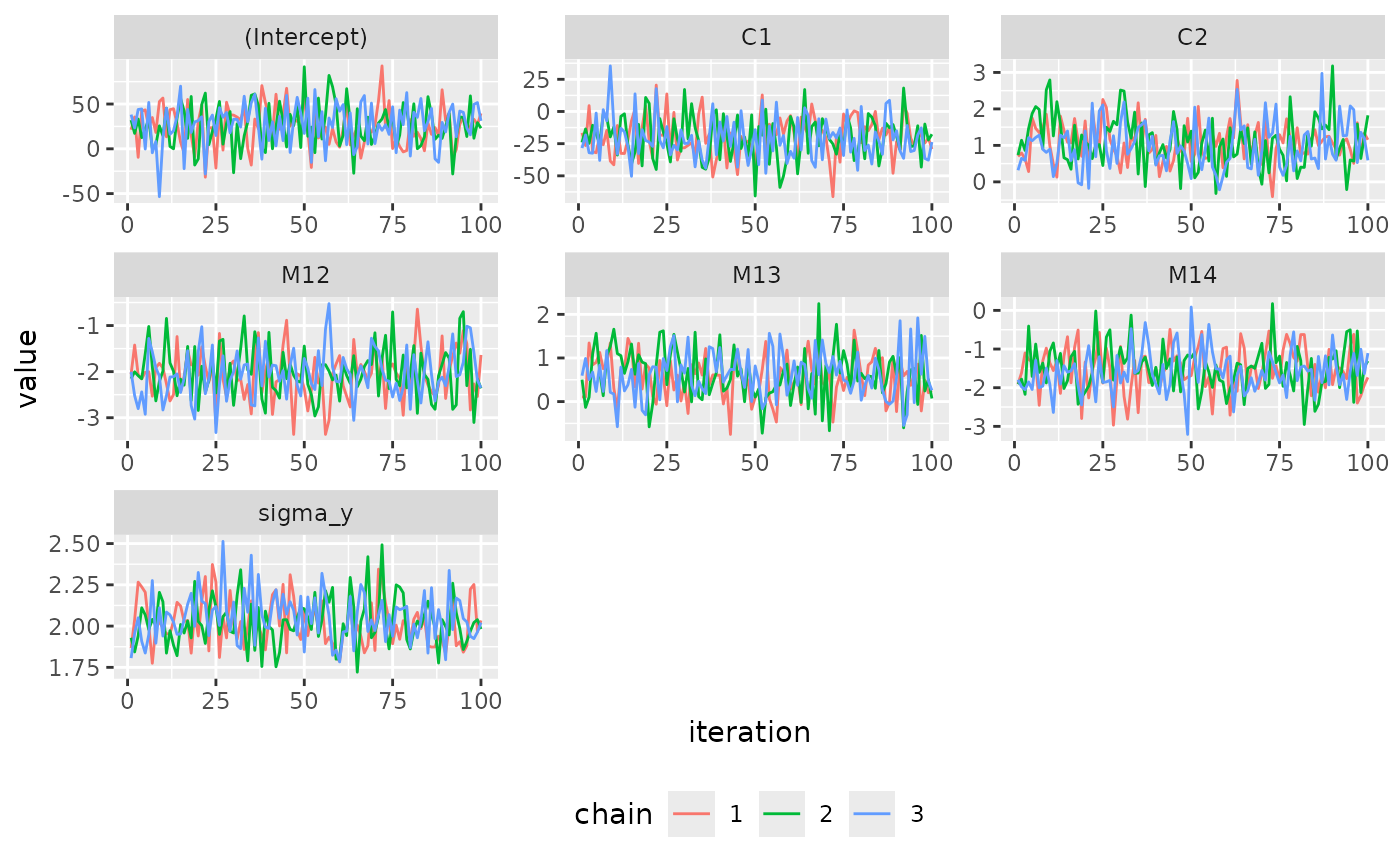 (Intercept) C1 C2
50 0 -50
25 0 -25 -50
3 2 1 0
0 25 50 75 100 0 25 50 75 100 0 25 50 75 100
M12 M13 M14
-1 -2 -3
2 1 0
0 -1 -2 -3
0 25 50 75 100 0 25 50 75 100 0 25 50 75 100
value
sigma_y
2.50
2.25
2.00
1.75
0 25 50 75 100
iteration
chain 1 2 3